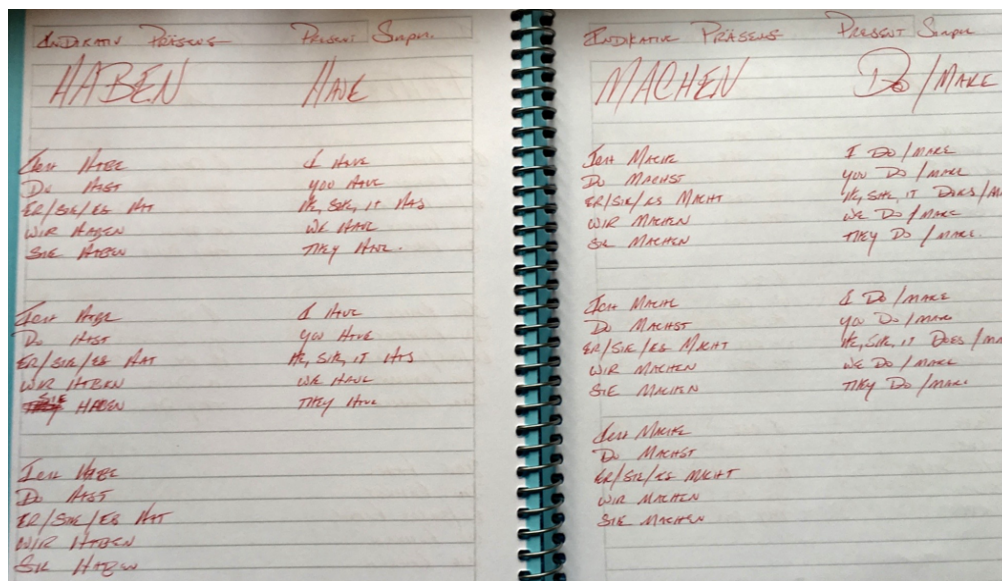 INDIKATIV PRÄSENS PRESENT SIMPLE.
HABEN HAVE
ICH HABE I HAVE
DU HAST YOU HAVE
ER/SIE/ES HAT HE, SHE, IT HAS
WIR HABEN WE HAVE
SIE HABEN THEY HAVE.
ICH HABE I HAVE
DU HAST YOU HAVE
ER/SIE/ES HAT HE, SHE, IT HAS
WIR HABEN WE HAVE
SIE HABEN THEY HAVE
ICH HABE
DU HAST
ER/SIE/ES HAT
WIR HABEN
SIE HABEN
INDIKATIV PRÄSENS PRESENT SIMPLE
MACHEN DO/MAKE
ICH MACHE I DO/MAKE
DU MACHST YOU DO/MAKE
ER/SIE/ES MACHT HE, SHE, IT DOES/
WIR MACHEN WE DO/MAKE
SIE MACHEN THEY DO/MAKE.
ICH MACHE I DO/MAKE
DU MACHST YOU DO/MAKE
ER/SIE/ES MACHT HE, SHE, IT DOES/
WIR MACHEN WE DO/MAKE
SIE MACHEN THEY DO/MAKE
ICH MACHE
DU MACHST
ER/SIE/ES MACHT
WIR MACHEN
SIE MACHEN